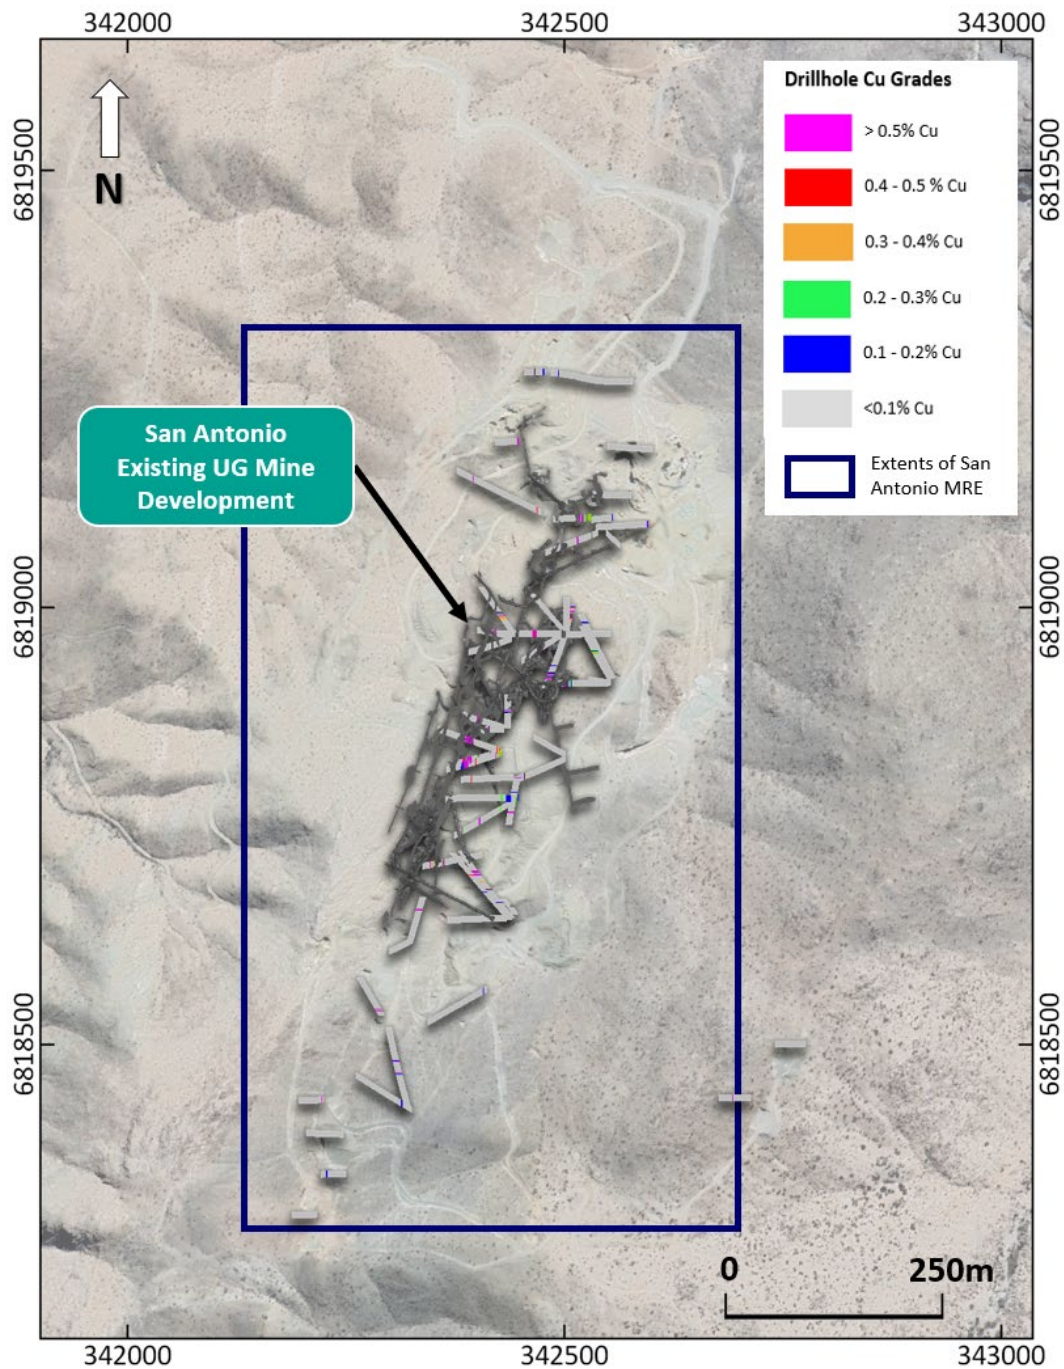 342000
342500
343000
Drillhole Cu Grades
> 0.5% Cu
0.4 - 0.5 % Cu
0.3 - 0.4% Cu
0.2 - 0.3% Cu
0.1 - 0.2% Cu
<0.1% Cu
Extents of San
Antonio MRE
6819500
6819500
N
San Antonio
Existing UG Mine
Development
6819000
6819000
6818500
6818500
0
250m
342000
342500
343000